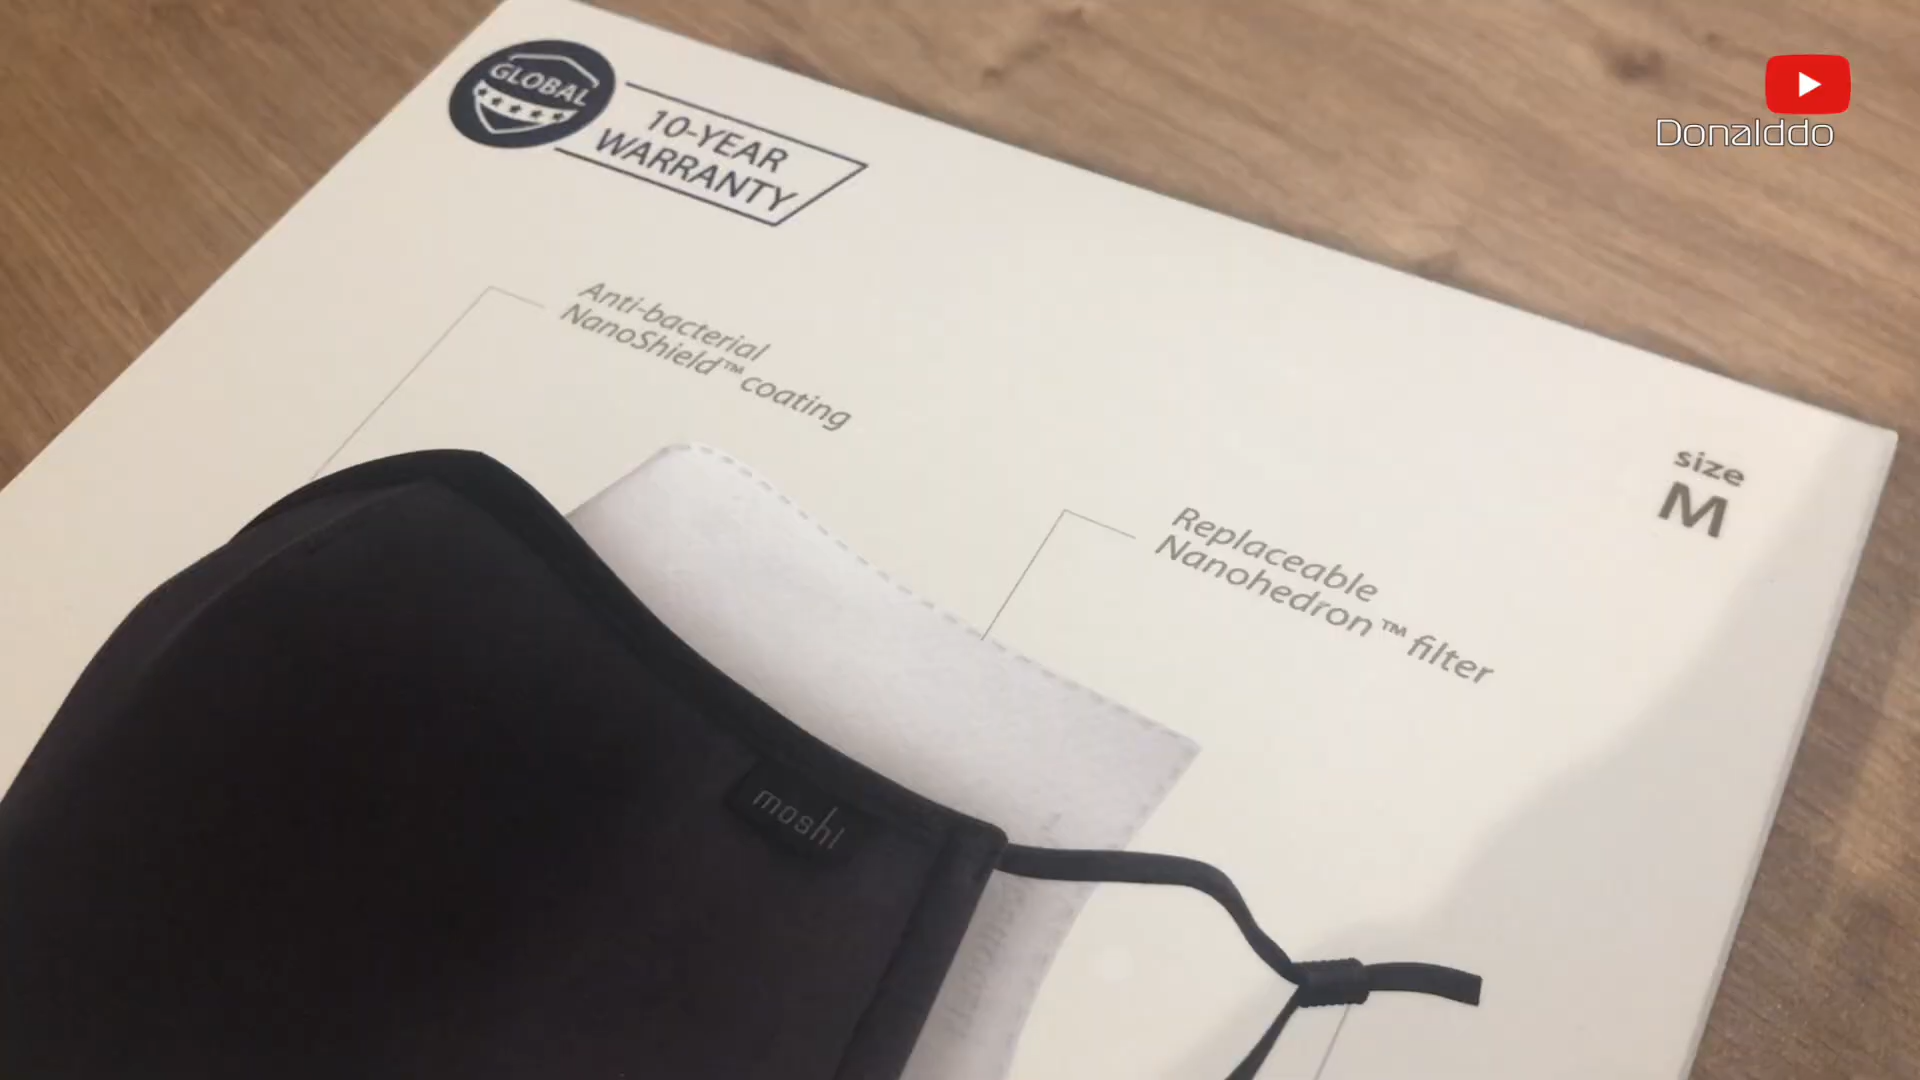 GLOBAL
10-YEAR
WARRANTY
Anti-bacterial
NanoShield™ coating
Replaceable
Nanohedron™ filter
size
M
moshi
Donalddo